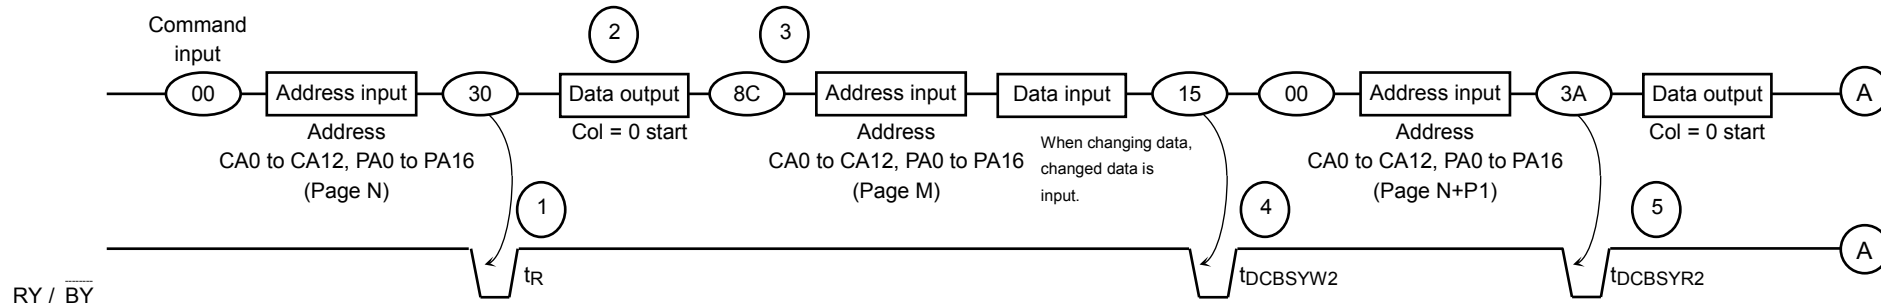 Command
input
2
3
00
Address input
30
Data output
8C
Address input
Data input
15
00
Address input
3A
Data output
A
Address
CA0 to CA12, PA0 to PA16
(Page N)
Col = 0 start
Address
CA0 to CA12, PA0 to PA16
(Page M)
When changing data,
changed data is
input.
Address
CA0 to CA12, PA0 to PA16
(Page N+P1)
Col = 0 start
1
4
5
A
tR
tDCBSYW2
tDCBSYR2
RY / BY